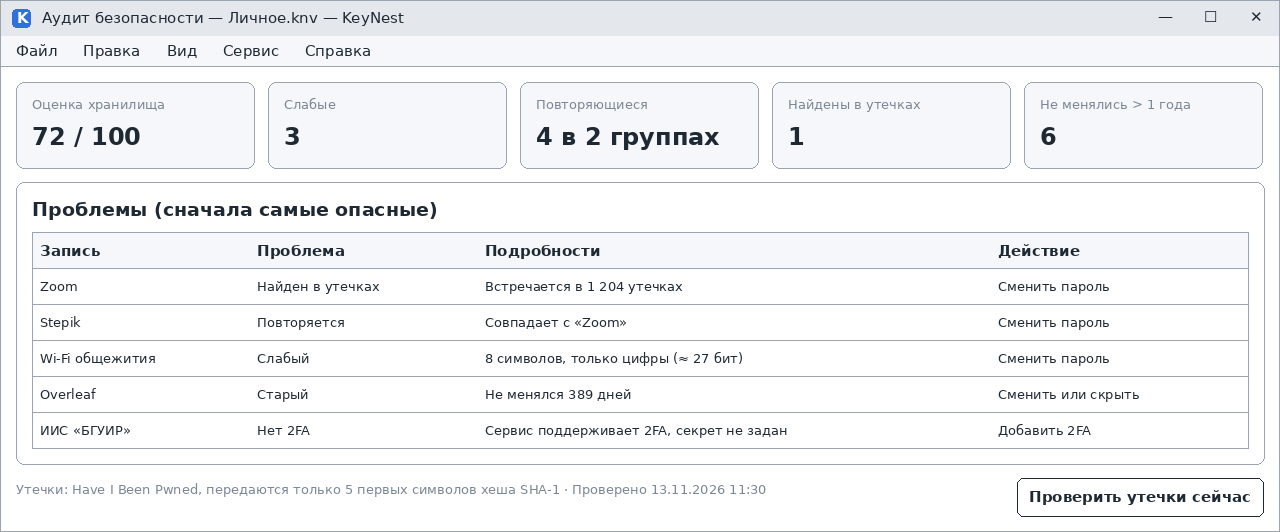 K Аудит безопасности — Личное.knv — KeyNest
Файл Правка Вид Сервис Справка
Оценка хранилища
72 / 100
Слабые
3
Повторяющиеся
4 в 2 группах
Найдены в утечках
1
Не менялись > 1 года
6
Проблемы (сначала самые опасные)
Запись Проблема Подробности Действие
Zoom Найден в утечках Встречается в 1 204 утечках Сменить пароль
Stepik Повторяется Совпадает с «Zoom» Сменить пароль
Wi-Fi общежития Слабый 8 символов, только цифры (≈ 27 бит) Сменить пароль
Overleaf Старый Не менялся 389 дней Сменить или скрыть
ИИС «БГУИР» Нет 2FA Сервис поддерживает 2FA, секрет не задан Добавить 2FA
Утечки: Have I Been Pwned, передаются только 5 первых символов хеша SHA-1 · Проверено 13.11.2026 11:30
Проверить утечки сейчас